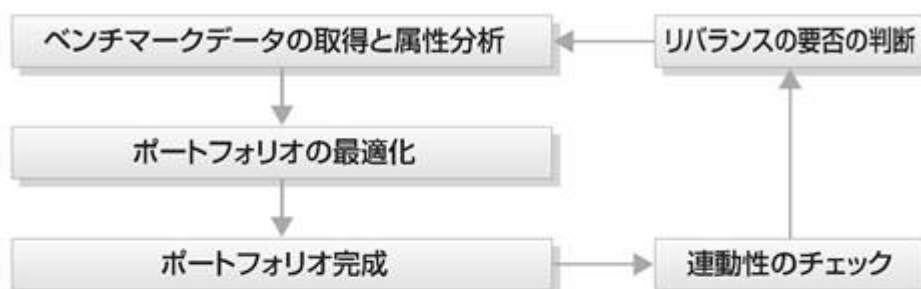 ベンチマークデータの取得と属性分析
リバランスの要否の判断
ポートフォリオの最適化
ポートフォリオ完成
連動性のチェック